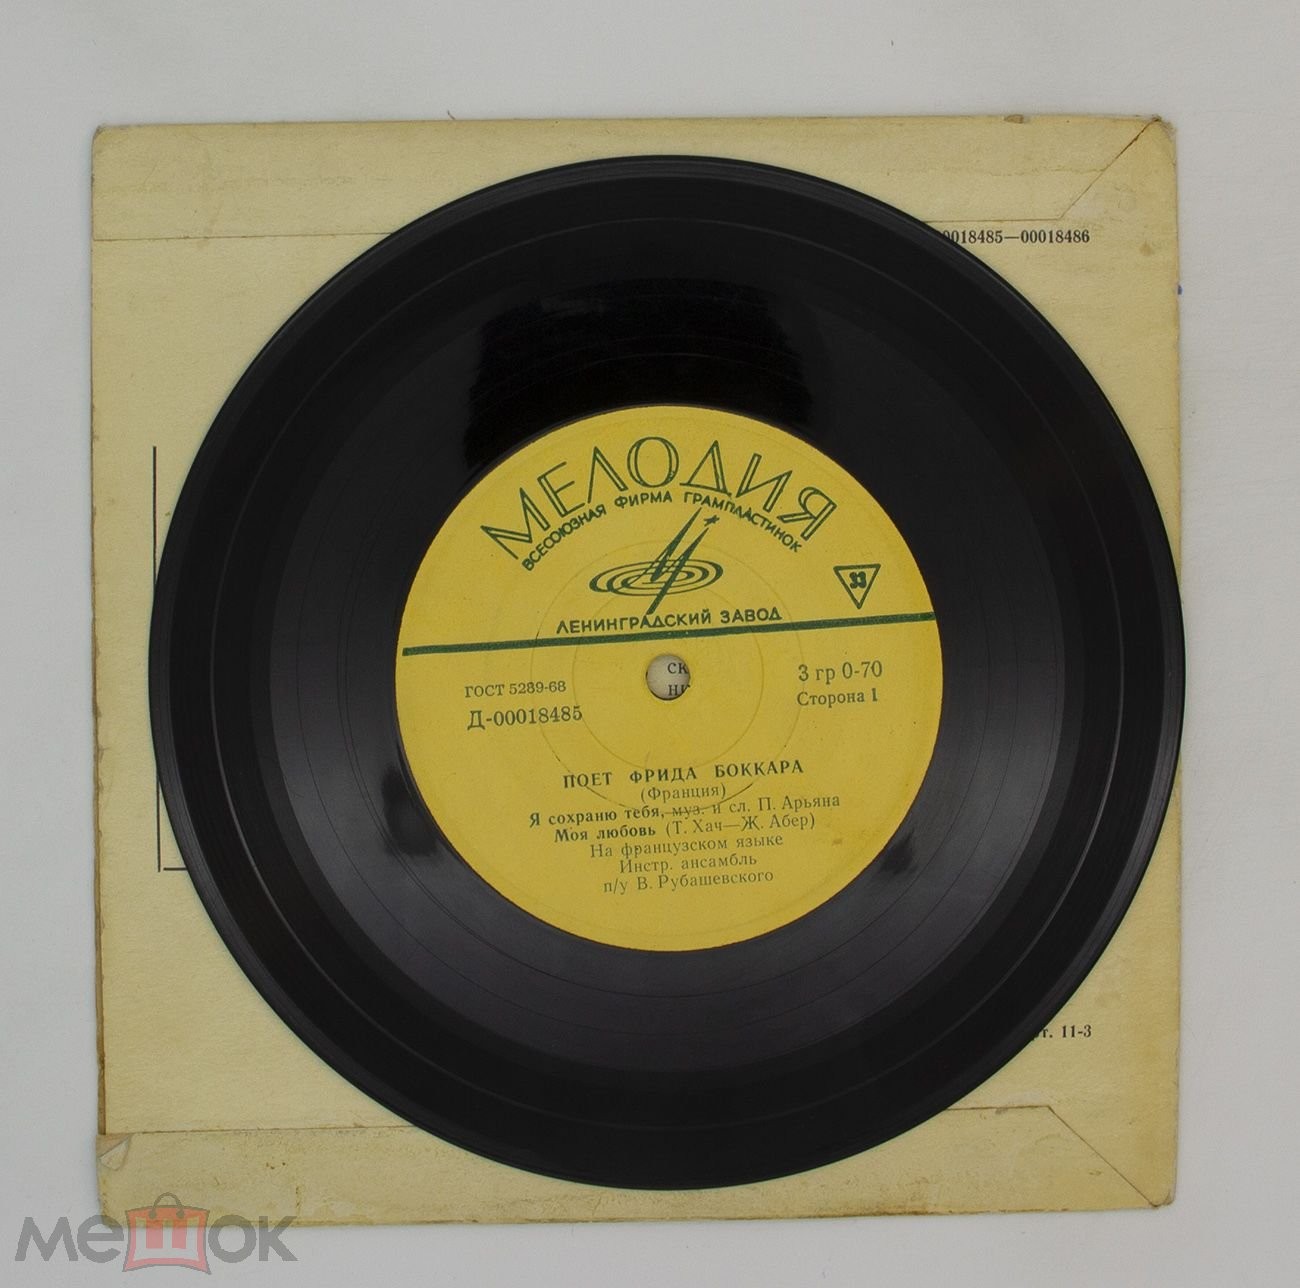 00018485—00018486
МЕЛОДИЯ
ВСЕСОЮЗНАЯ ФИРМА ГРАМПЛАСТИНОК
33
ЛЕНИНГРАДСКИЙ ЗАВОД
ГОСТ 5289-68
Д-00018485
3 гр 0-70
Сторона 1
ПОЕТ ФРИДА БОККАРА
(Франция)
Я сохраню тебя, муз. и сл. П. Арьяна
Моя любовь (Т. Хач—Ж. Абер)
На французском языке
Инстр. ансамбль
п/у В. Рубашевского
11-3
мешок